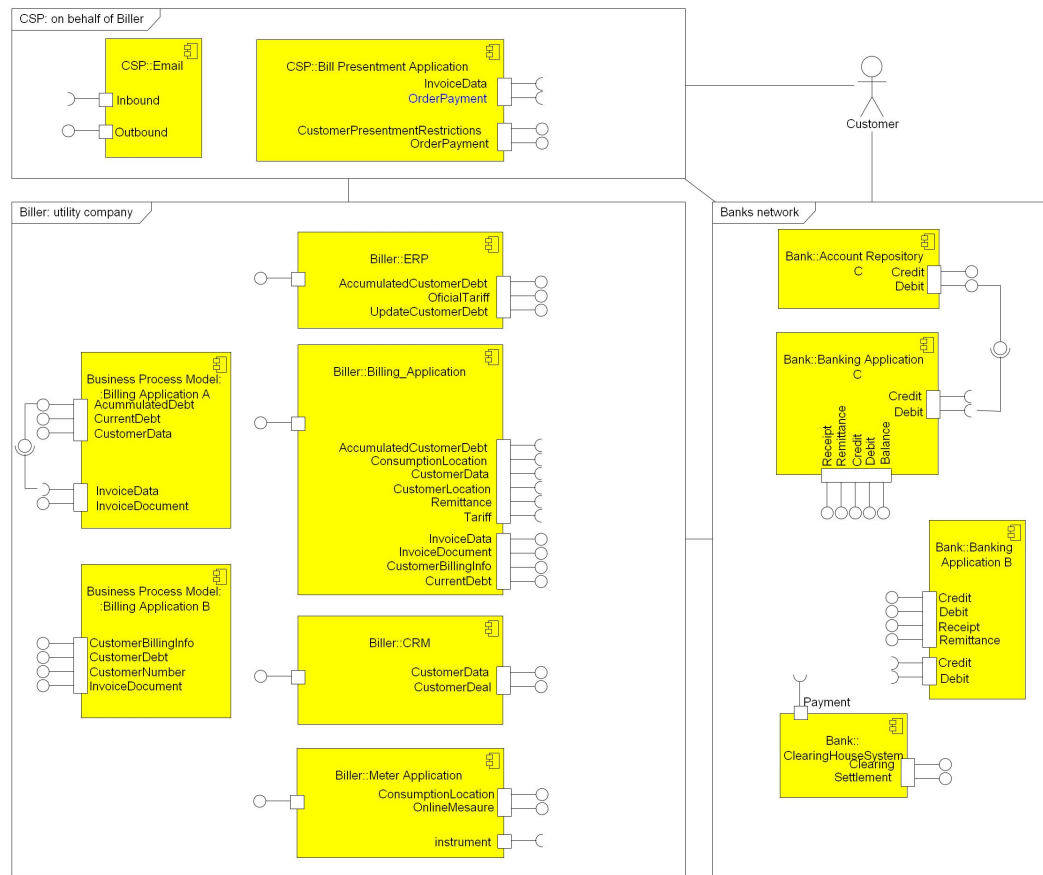 CSP: on behalf of Biller
CSP::Email
Inbound
Outbound
CSP::Bill Presentment Application
InvoiceData
OrderPayment
CustomerPresentmentRestrictions
OrderPayment
Customer
Biller: utility company
Biller::ERP
AccumulatedCustomerDebt
OficialTariff
UpdateCustomerDebt
Business Process Model:
:Billing Application A
AcummulatedDebt
CurrentDebt
CustomerData
InvoiceData
InvoiceDocument
Biller::Billing_Application
AccumulatedCustomerDebt
ConsumptionLocation
CustomerData
CustomerLocation
Remittance
Tariff
InvoiceData
InvoiceDocument
CustomerBillingInfo
CurrentDebt
Business Process Model:
:Billing Application B
CustomerBillingInfo
CustomerDebt
CustomerNumber
InvoiceDocument
Biller::CRM
CustomerData
CustomerDeal
Biller::Meter Application
ConsumptionLocation
OnlineMesaure
instrument
Banks network
Bank::Account Repository
C
Credit
Debit
Bank::Banking Application
C
Credit
Debit
Receipt
Remittance
Credit
Debit
Balance
Bank::Banking
Application B
Credit
Debit
Receipt
Remittance
Credit
Debit
Payment
Bank::
ClearingHouseSystem
Clearing
Settlement